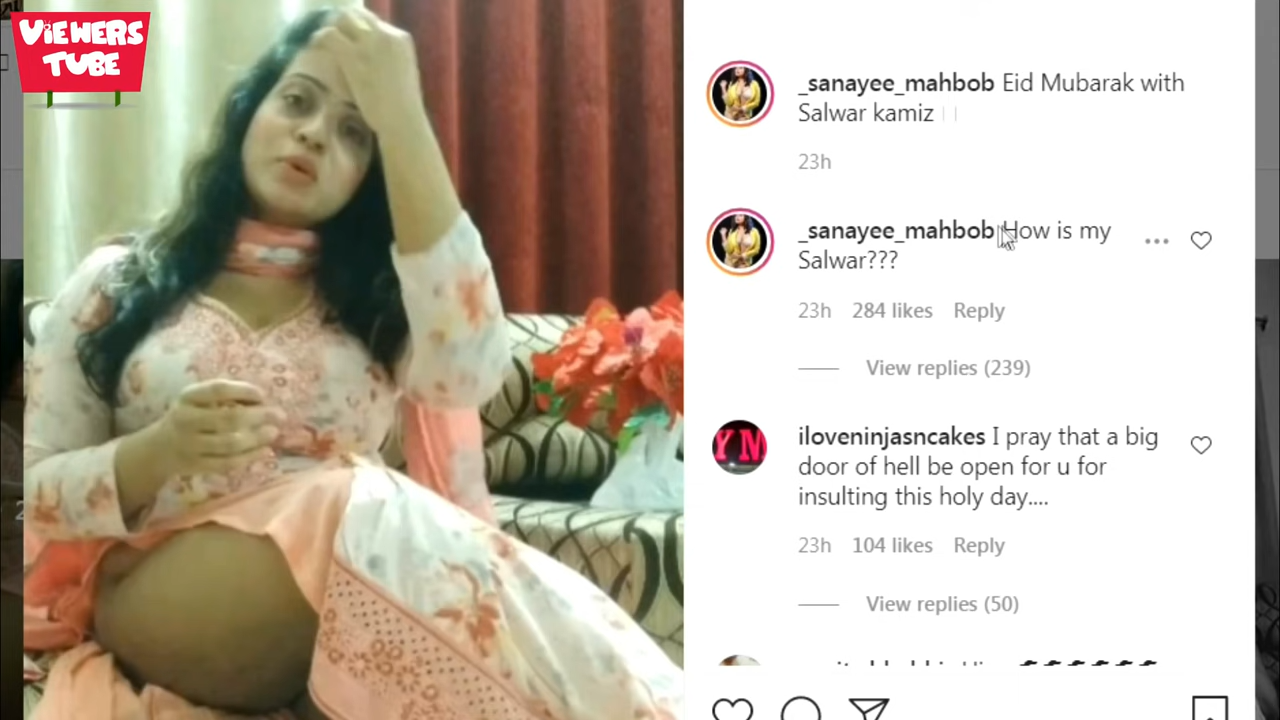 VIEWERS
TUBE
_sanayee_mahbob Eid Mubarak with
Salwar kamiz
23h
_sanayee_mahbob How is my
Salwar???
23h 284 likes Reply
View replies (239)
iloveninjasncakes I pray that a big
door of hell be open for u for
insulting this holy day....
23h 104 likes Reply
View replies (50)
YM